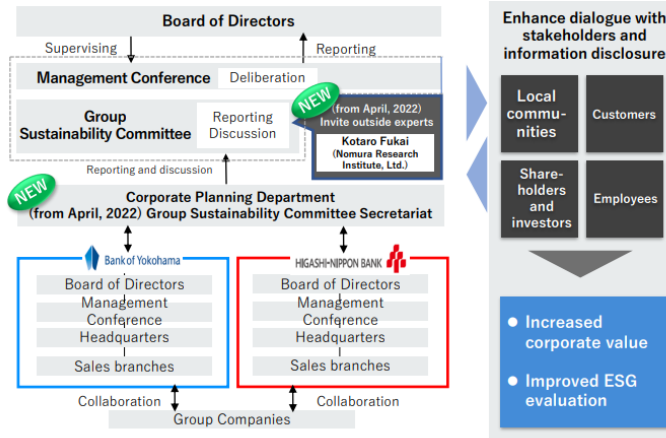 Board of Directors
Supervising
Reporting
Management Conference
Deliberation
Group
Sustainability Committee
Reporting
Discussion
NEW
(from April, 2022)
Invite outside experts
Kotaro Fukai
(Nomura Research
Institute, Ltd.)
Reporting and discussion
NEW
Corporate Planning Department
(from April, 2022) Group Sustainability Committee Secretariat
Bank of Yokohama
Board of Directors
Management
Conference
Headquarters
Sales branches
HIGASHI-NIPPON BANK
Board of Directors
Management
Conference
Headquarters
Sales branches
Collaboration
Collaboration
Group Companies
Enhance dialogue with
stakeholders and
information disclosure
Local
commu-
nities
Customers
Share-
holders
and
investors
Employees
● Increased
corporate value
● Improved ESG
evaluation